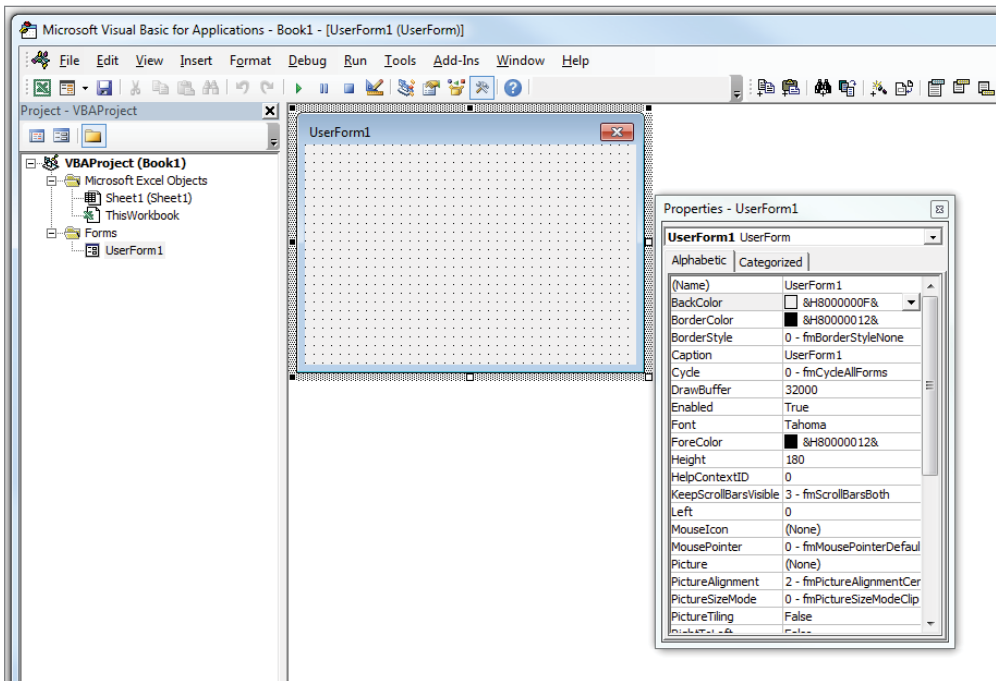 Microsoft Visual Basic for Applications - Book1 - [UserForm1 (UserForm)]
File Edit View Insert Format Debug Run Tools Add-Ins Window Help
Project - VBAProject
VBAProject (Book1)
Microsoft Excel Objects
Sheet1 (Sheet1)
ThisWorkbook
Forms
UserForm1
UserForm1
Properties - UserForm1
UserForm1 UserForm
Alphabetic Categorized
(Name) UserForm1
BackColor &H8000000F&
BorderColor &H80000012&
BorderStyle 0 - fmBorderStyleNone
Caption UserForm1
Cycle 0 - fmCycleAllForms
DrawBuffer 32000
Enabled True
Font Tahoma
ForeColor &H80000012&
Height 180
HelpContextID 0
KeepScrollBarsVisible 3 - fmScrollBarsBoth
Left 0
MouseIcon (None)
MousePointer 0 - fmMousePointerDefaul
Picture (None)
PictureAlignment 2 - fmPictureAlignmentCer
PictureSizeMode 0 - fmPictureSizeModeClip
PictureTiling False
RightToLeft False